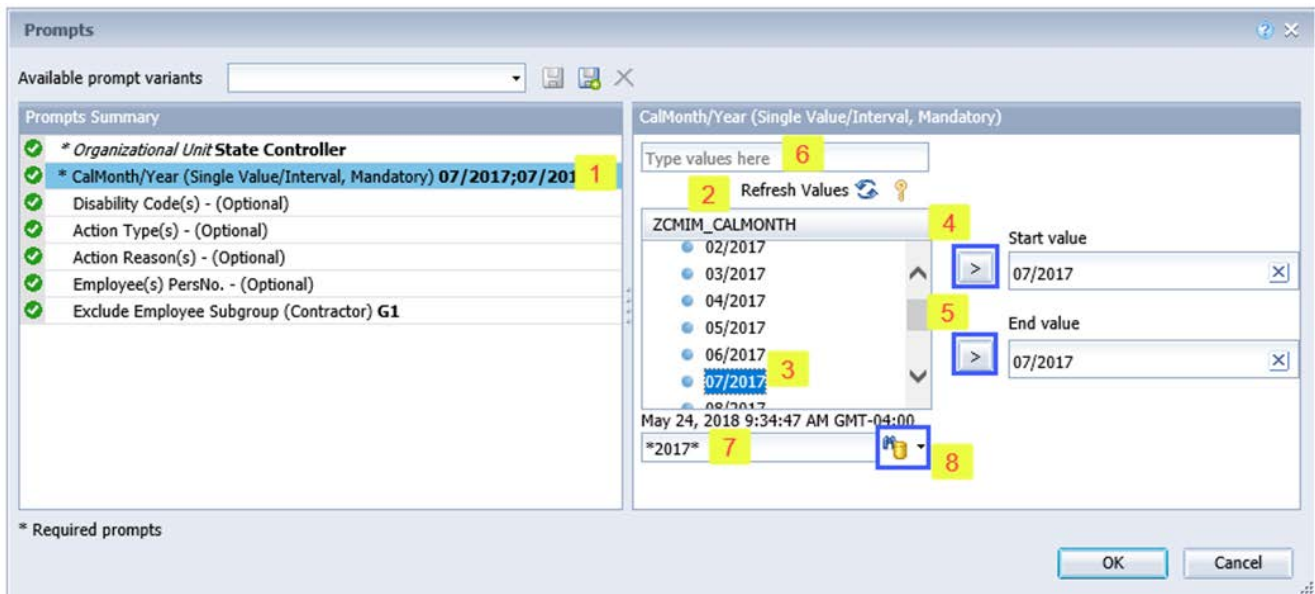 Prompts
Available prompt variants
Prompts Summary
* Organizational Unit State Controller
* CalMonth/Year (Single Value/Interval, Mandatory) 07/2017;07/201 1
Disability Code(s) - (Optional)
Action Type(s) - (Optional)
Action Reason(s) - (Optional)
Employee(s) PersNo. - (Optional)
Exclude Employee Subgroup (Contractor) G1
CalMonth/Year (Single Value/Interval, Mandatory)
Type values here 6
2 Refresh Values
ZCMIM_CALMONTH 4
02/2017
03/2017
04/2017
05/2017 5
06/2017
07/2017 3
08/2017
May 24, 2018 9:34:47 AM GMT-04:00
*2017* 7
8
>
Start value
07/2017
>
End value
07/2017
* Required prompts
OK
Cancel